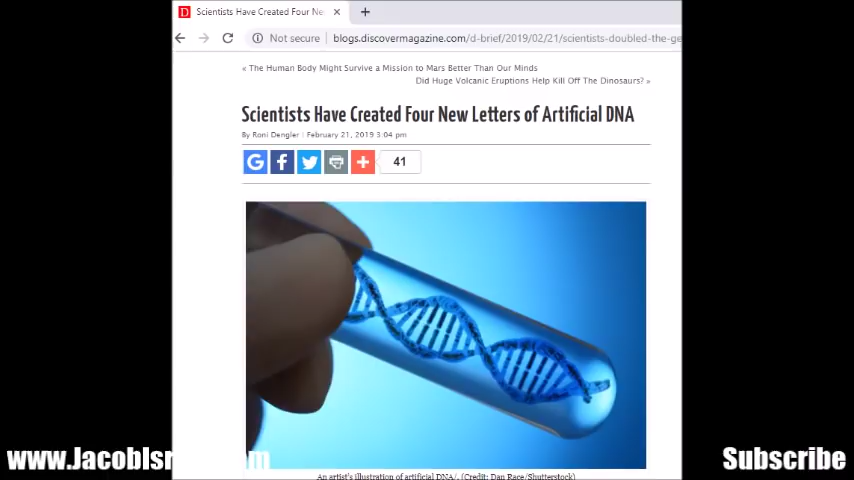 Scientists Have Created Four Ne
Not secure | blogs.discovermagazine.com/d-brief/2019/02/21/scientists-doubled-the-ge
« The Human Body Might Survive a Mission to Mars Better Than Our Minds
Did Huge Volcanic Eruptions Help Kill Off The Dinosaurs? »
Scientists Have Created Four New Letters of Artificial DNA
By Roni Dengler | February 21, 2019 3:04 pm
41
An artist's illustration of artificial DNA/. (Credit: Dan Race/Shutterstock)
www.JacobIsr
m
Subscribe